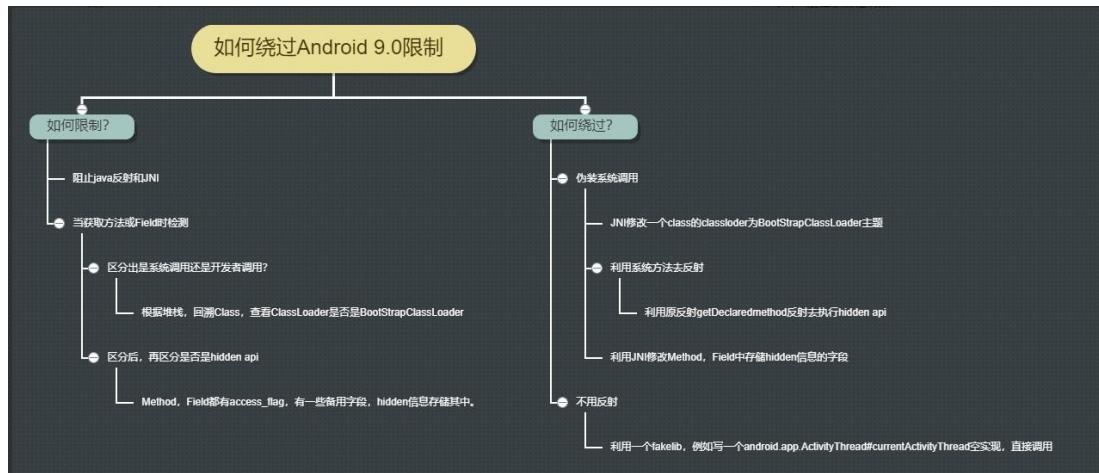 如何绕过Android 9.0限制
如何限制?
阻止java反射和JNI
当获取方法或Field时检测
区分出是系统调用还是开发者调用?
根据堆栈，回溯Class，查看ClassLoader是否是BootStrapClassLoader
区分后，再区分是否是hidden api
Method，Field都有access_flag，有一些备用字段，hidden信息存储其中。
如何绕过?
伪装系统调用
JNI修改一个class的classloder为BootStrapClassLoader主题
利用系统方法去反射
利用原反射getDeclaredmethod反射去执行hidden api
利用JNI修改Method，Field中存储hidden信息的字段
不用反射
利用一个fakelib，例如写一个android.app.ActivityThread#currentActivityThread空实现，直接调用